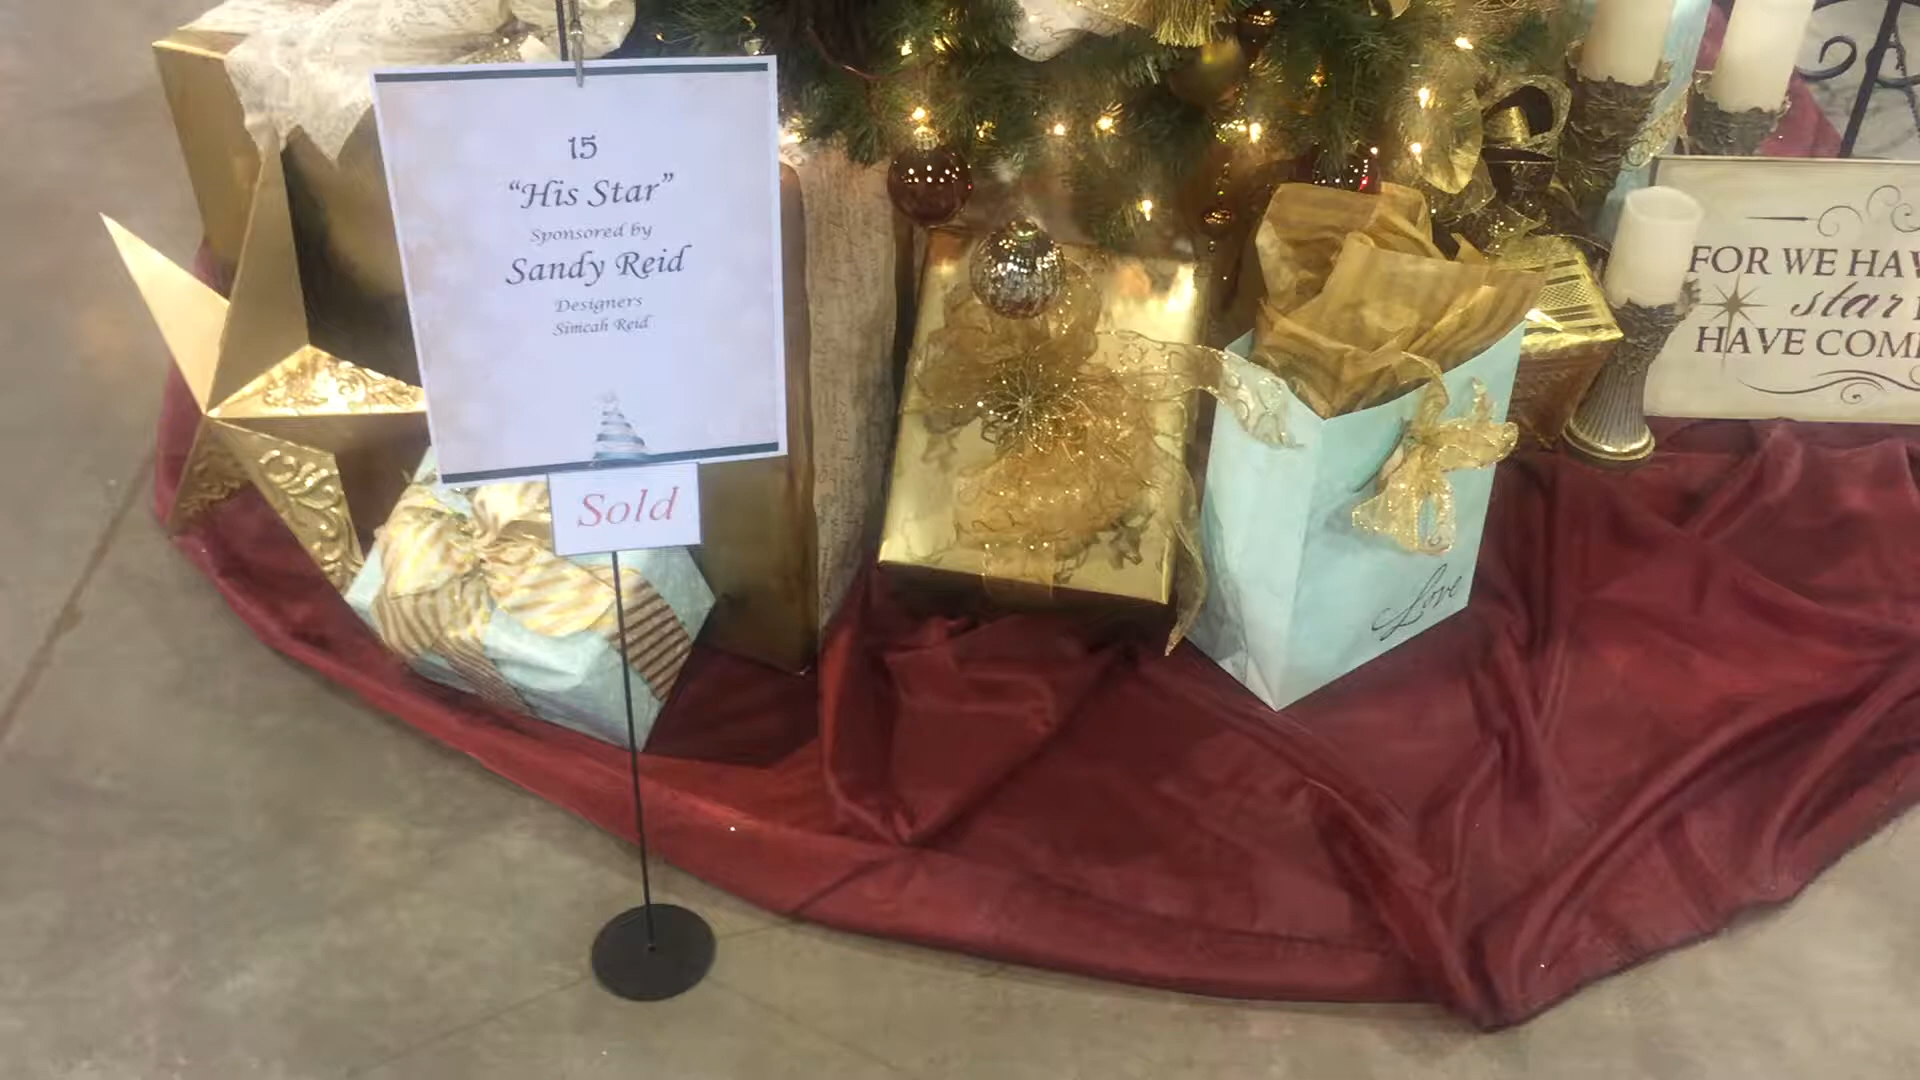 15
“His Star”
Sponsored by
Sandy Reid
Designers
Simcah Reid
Sold
Love
FOR WE HAV
star
HAVE COM